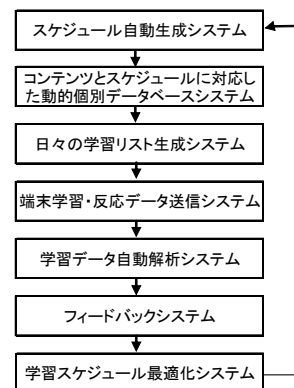 スケジュール自動生成システム
コンテンツとスケジュールに対応し
た動的個別データベースシステム
日々の学習リスト生成システム
端末学習・反応データ送信システム
学習データ自動解析システム
フィードバックシステム
学習スケジュール最適化システム